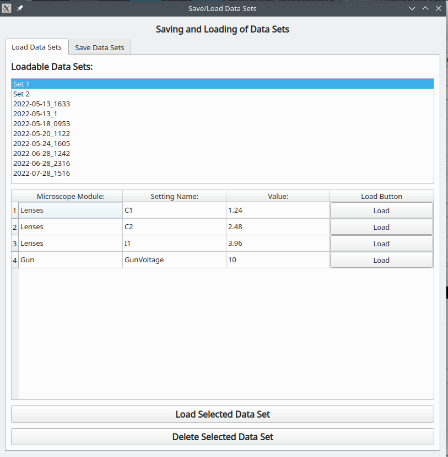 Save/Load Data Sets
Saving and Loading of Data Sets
Load Data Sets Save Data Sets
Loadable Data Sets:
Set 1
Set 2
2022-05-13_1633
2022-05-13_1
2022-05-18_0953
2022-05-20_1122
2022-05-24_1605
2022-06-28_1242
2022-06-28_2316
2022-07-28_1516
Microscope Module: Setting Name: Value: Load Button
1 Lenses C1 1.24 Load
2 Lenses C2 2.48 Load
3 Lenses I1 3.96 Load
4 Gun GunVoltage 10 Load
Load Selected Data Set
Delete Selected Data Set